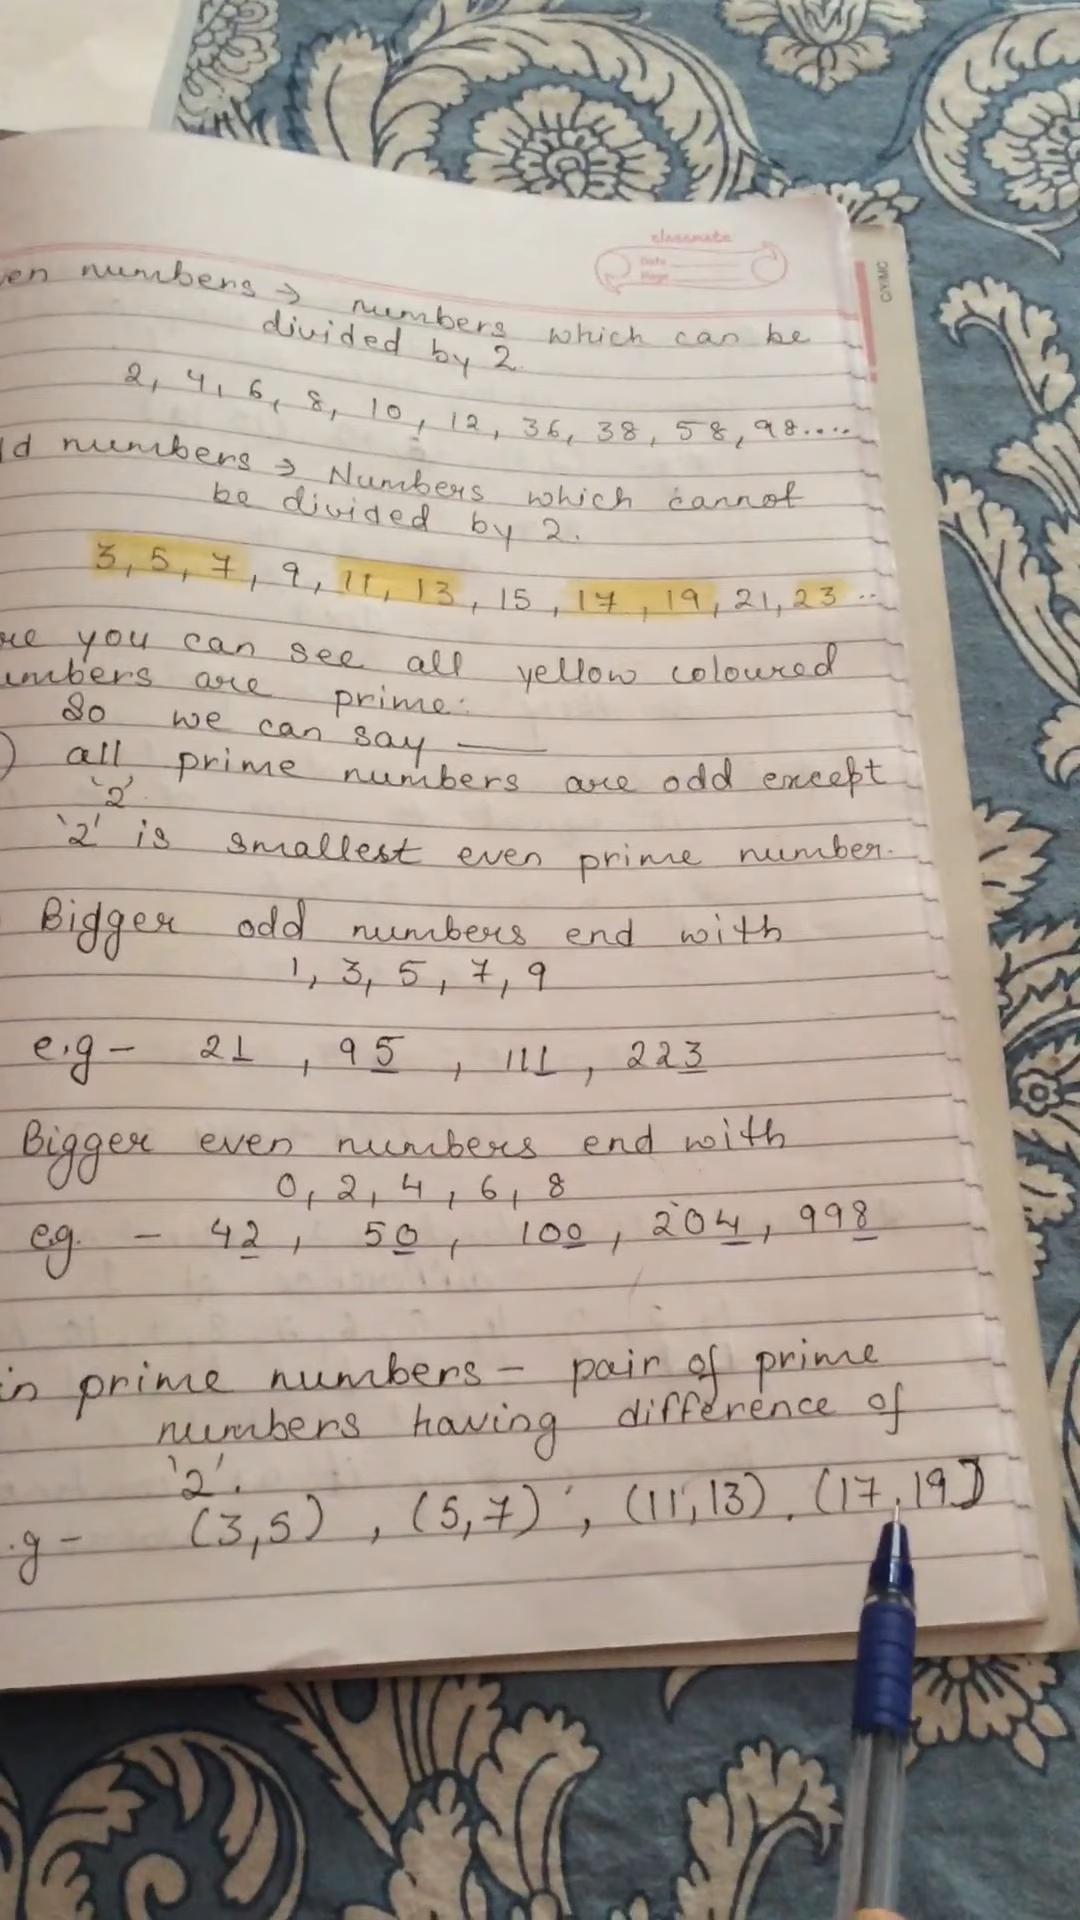 classmate
Date
Page
C/Y/MC
en numbers → numbers which can be
divided by 2.
2, 4, 6, 8, 10, 12, 36, 38, 58, 98....
d numbers → Numbers which cannot
be divided by 2.
3, 5, 7, 9, 11, 13, 15, 17, 19, 21, 23..
re you can see all yellow coloured
umbers are prime.
So we can say —
) all prime numbers are odd except
'2'.
'2' is smallest even prime number.
Bigger odd numbers end with
1, 3, 5, 7, 9
e.g - 21, 95, 111, 223
Bigger even numbers end with
0, 2, 4, 6, 8
eg. - 42, 50, 100, 204, 998
in prime numbers - pair of prime
numbers having difference of
'2'.
.g - (3,5), (5,7), (11,13), (17,19)